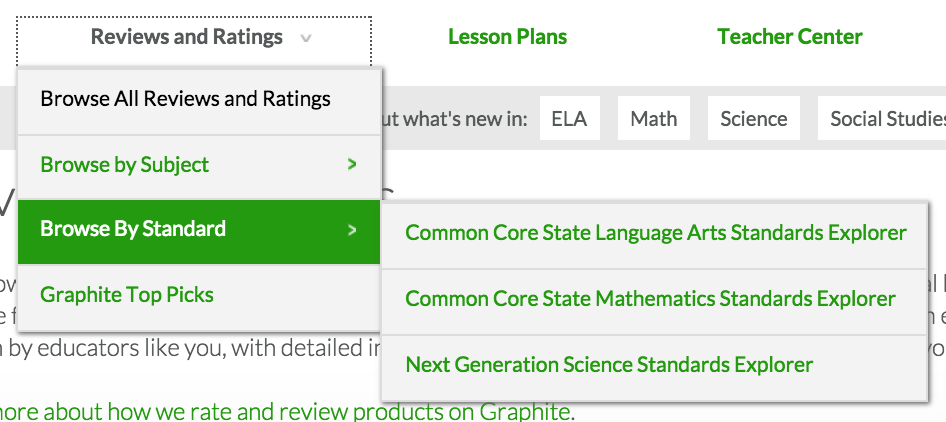 Reviews and Ratings Lesson Plans Teacher Center
Browse All Reviews and Ratings
what's new in: ELA Math Science Social Studies
Browse by Subject >
Browse By Standard >
Common Core State Language Arts Standards Explorer
Graphite Top Picks
Common Core State Mathematics Standards Explorer
by educators like you, with detailed
Next Generation Science Standards Explorer
more about how we rate and review products on Graphite.